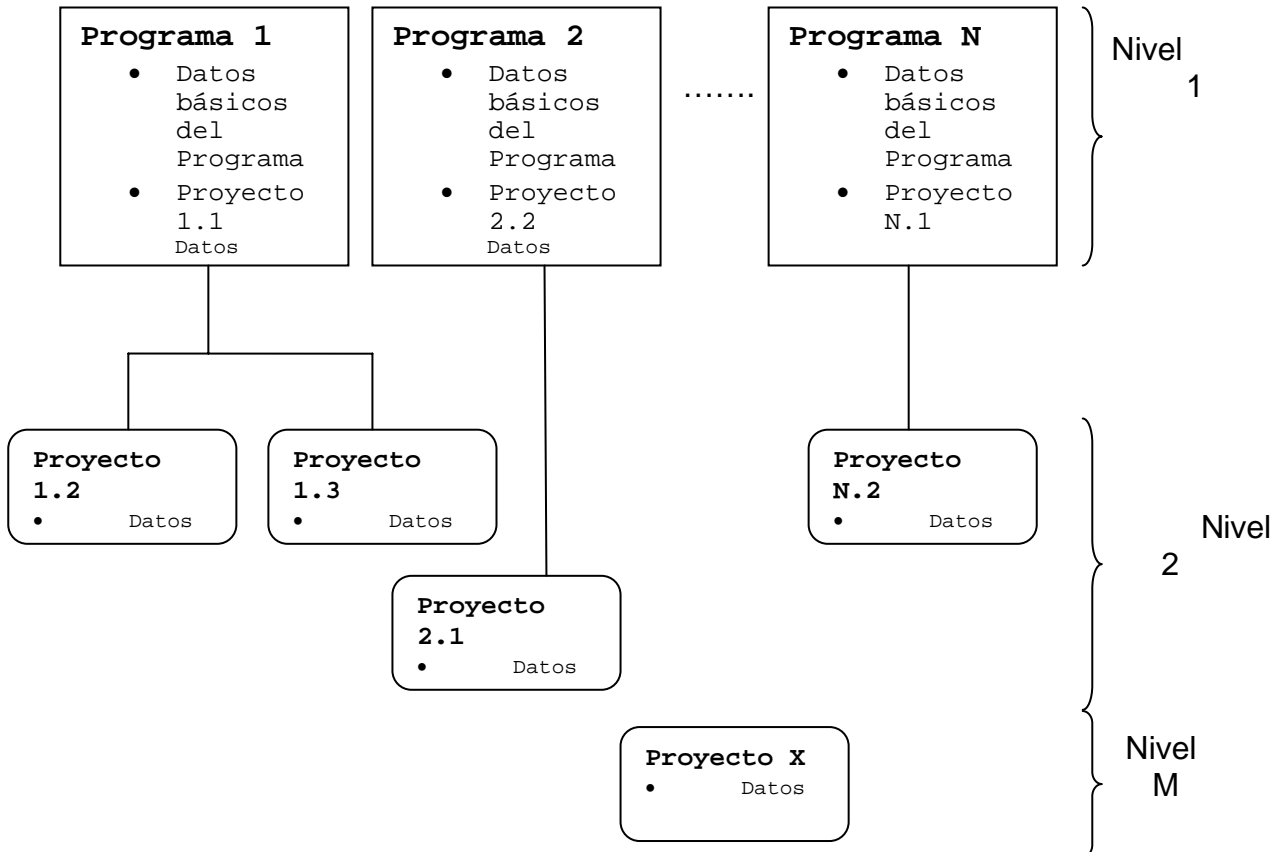 Programa 1
• Datos
básicos
del
Programa
• Proyecto
1.1
Datos
Programa 2
• Datos
básicos
del
Programa
• Proyecto
2.2
Datos
.......
Programa N
• Datos
básicos
del
Programa
• Proyecto
N.1
Nivel
1
Proyecto
1.2
• Datos
Proyecto
1.3
• Datos
Proyecto
N.2
• Datos
Nivel
2
Proyecto
2.1
• Datos
Proyecto X
• Datos
Nivel
M